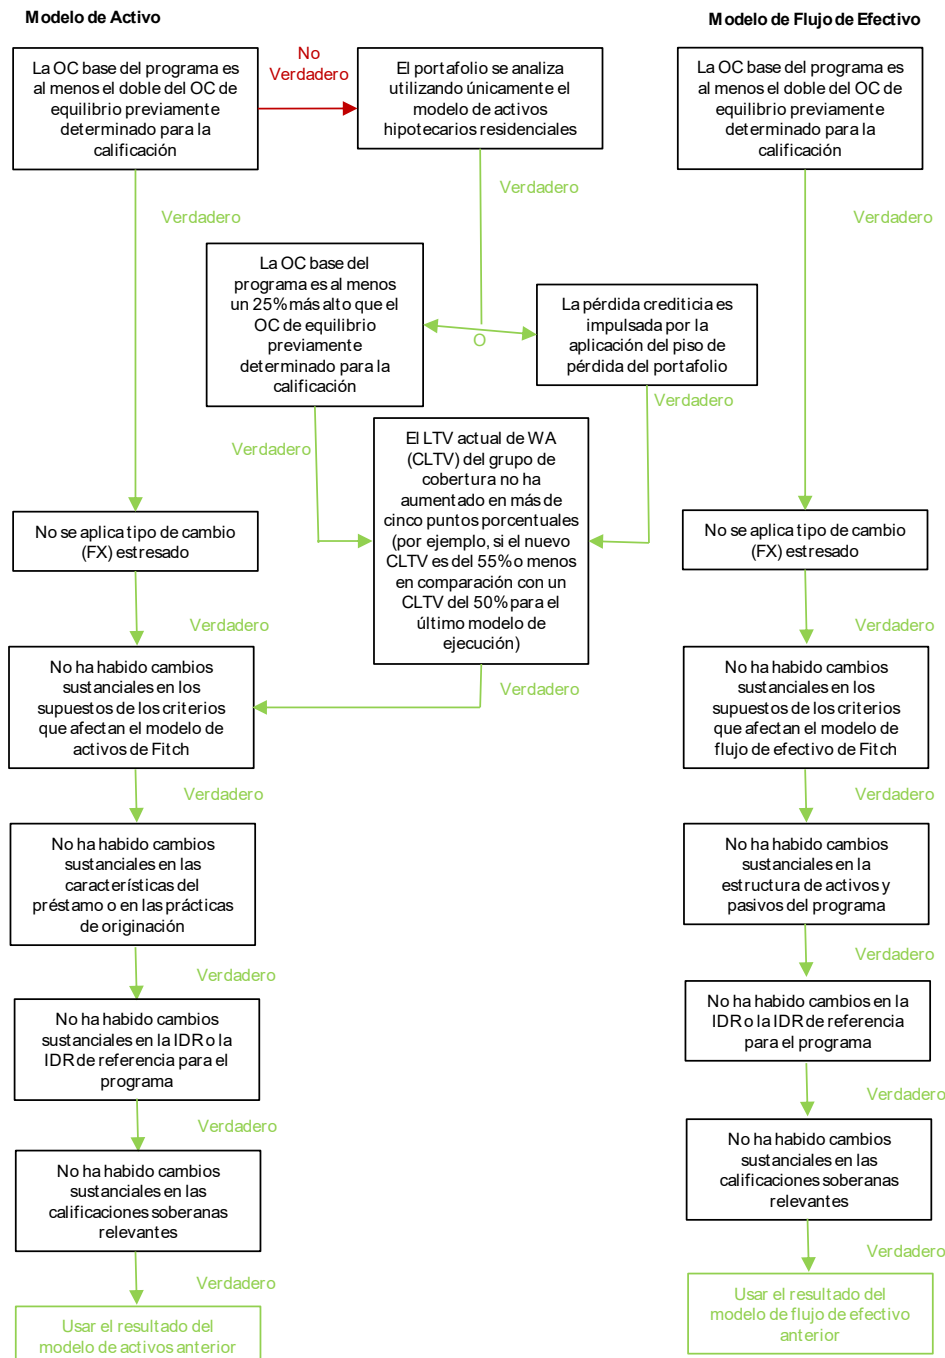 Modelo de Activo
Modelo de Flujo de Efectivo
La OC base del programa es
al menos el doble del OC de
equilibrio previamente
determinado para la
calificación
No
Verdadero
El portafolio se analiza
utilizando únicamente el
modelo de activos
hipotecarios residenciales
La OC base del programa es
al menos el doble del OC de
equilibrio previamente
determinado para la
calificación
Verdadero
Verdadero
Verdadero
La OC base del
programa es al menos
un 25% más alto que el
OC de equilibrio
previamente
determinado para la
calificación
O
La pérdida crediticia es
impulsada por la
aplicación del piso de
pérdida del portafolio
Verdadero
Verdadero
El LTV actual de WA
(CLTV) del grupo de
cobertura no ha
aumentado en más de
cinco puntos porcentuales
(por ejemplo, si el nuevo
CLTV es del 55% o menos
en comparación con un
CLTV del 50% para el
último modelo de
ejecución)
No se aplica tipo de cambio
(FX) estresado
No se aplica tipo de cambio
(FX) estresado
Verdadero
Verdadero
Verdadero
No ha habido cambios
sustanciales en los
supuestos de los criterios
que afectan el modelo de
activos de Fitch
No ha habido cambios
sustanciales en los
supuestos de los criterios
que afectan el modelo de
flujo de efectivo de Fitch
Verdadero
Verdadero
No ha habido cambios
sustanciales en las
características del
préstamo o en las prácticas
de originación
No ha habido cambios
sustanciales en la
estructura de activos y
pasivos del programa
Verdadero
Verdadero
No ha habido cambios
sustanciales en la IDR o la
IDR de referencia para el
programa
No ha habido cambios en la
IDR o la IDR de referencia
para el programa
Verdadero
Verdadero
No ha habido cambios
sustanciales en las
calificaciones soberanas
relevantes
No ha habido cambios
sustanciales en las
calificaciones soberanas
relevantes
Verdadero
Verdadero
Usar el resultado del
modelo de activos anterior
Usar el resultado del
modelo de flujo de efectivo
anterior